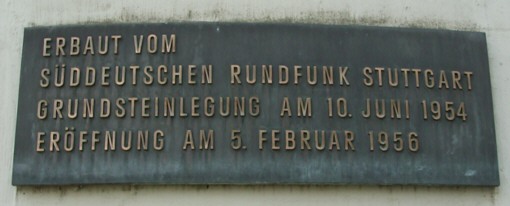 ERBAUT VOM
SÜDDEUTSCHEN RUNDFUNK STUTTGART
GRUNDSTEINLEGUNG AM 10. JUNI 1954
ERÖFFNUNG AM 5. FEBRUAR 1956